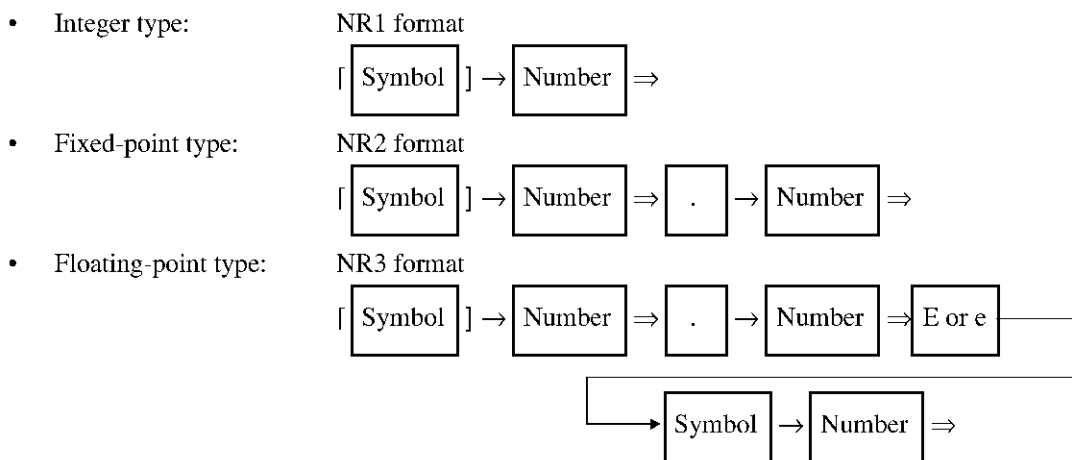 • Integer type: NR1 format
[ Symbol ] → Number ⇒
• Fixed-point type: NR2 format
[ Symbol ] → Number ⇒ . → Number ⇒
• Floating-point type: NR3 format
[ Symbol ] → Number ⇒ . → Number ⇒ E or e
Symbol → Number ⇒